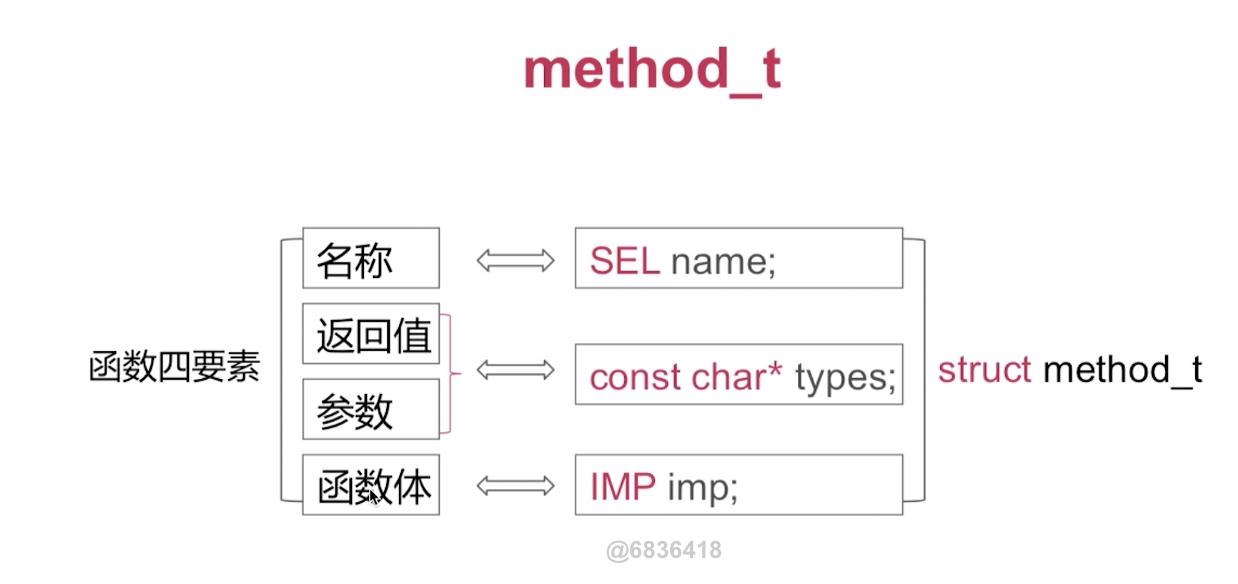 method_t
名称
SEL name;
返回值
函数四要素
const char* types;
struct method_t
参数
函数体
IMP imp;
@6836418